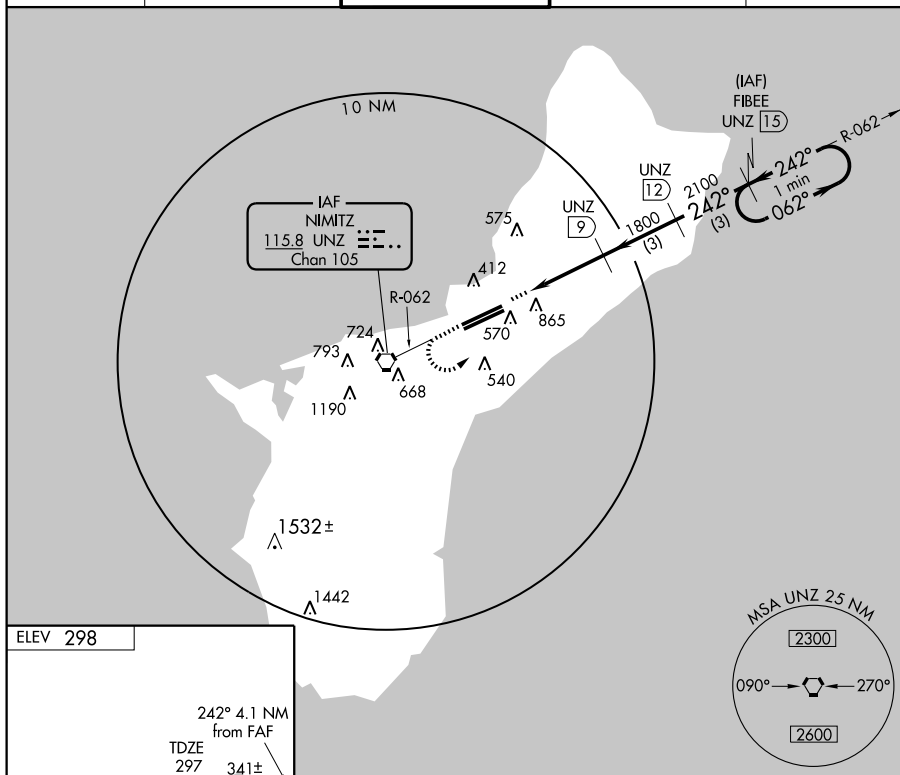 10 NM
(IAF)
FIBEE
UNZ 15
R-062
242°
1 min
062°
UNZ
12
2100
242°
(3)
UNZ
9
1800
(3)
IAF
NIMITZ
115.8 UNZ
Chan 105
575
412
R-062
724
793
570
865
668
540
1190
1532±
1442
MSA UNZ 25 NM
2300
090°
270°
2600
ELEV 298
242° 4.1 NM
from FAF
TDZE
297
341±